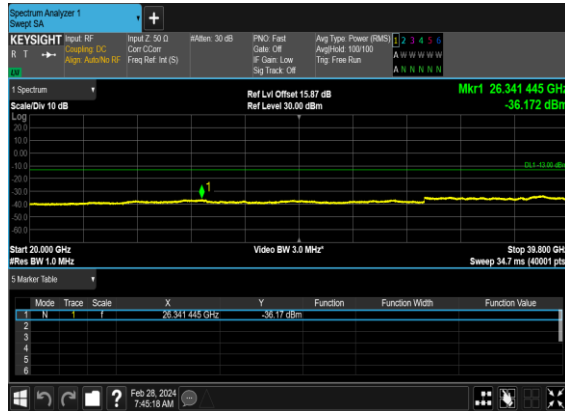 Spectrum Analyzer 1
Swept SA
+
KEYSIGHT Input: RF Input Z: 50 Ω #Atten: 30 dB PNO: Fast Avg Type: Power (RMS) 1 2 3 4 5 6
R T Coupling: DC Corr CCorr Gate: Off Avg|Hold: 100/100 A W W W W W
Align: Auto/No RF Freq Ref: Int (S) IF Gain: Low Trig: Free Run
Sig Track: Off A N N N N N
1 Spectrum
Ref Lvl Offset 15.87 dB Mkr1 26.341 445 GHz
Scale/Div 10 dB Ref Level 30.00 dBm -36.172 dBm
Log
20.0
10.0
0.00
-10.0
DL1 -13.00 dBm
-20.0
-30.0
1
-40.0
-50.0
-60.0
Start 20.000 GHz Video BW 3.0 MHz* Stop 39.800 GHz
#Res BW 1.0 MHz Sweep 34.7 ms (40001 pts)
5 Marker Table
Mode Trace Scale X Y Function Function Width Function Value
1 N 1 f 26.341 445 GHz -36.17 dBm
2
3
4
5
6
? Feb 28, 2024
7:45:18 AM